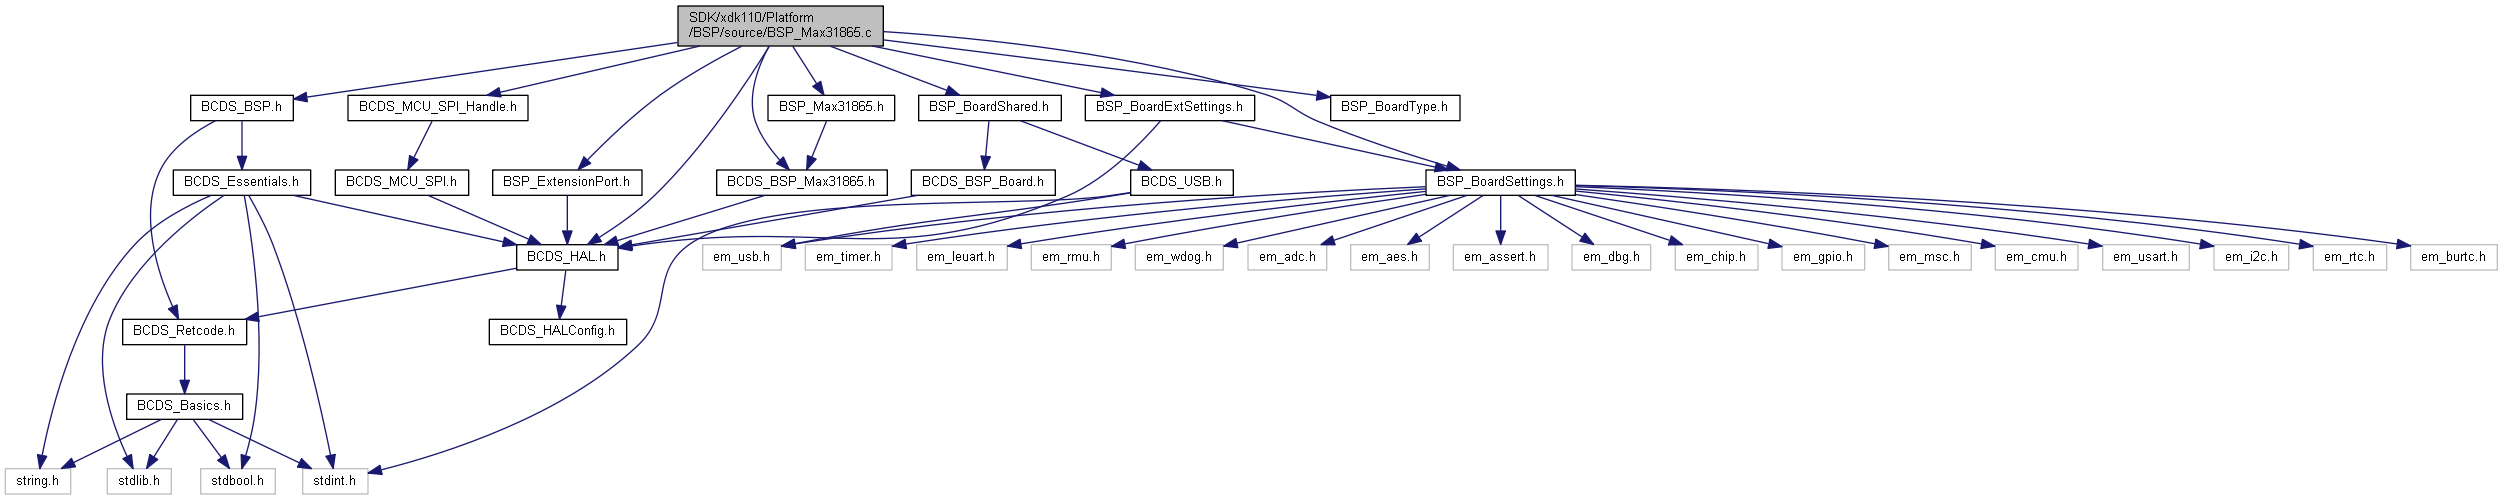 SDK/xdk110/Platform
/BSP/source/BSP_Max31865.c
BCDS_BSP.h
BCDS_MCU_SPI_Handle.h
BSP_Max31865.h
BSP_BoardShared.h
BSP_BoardExtSettings.h
BSP_BoardType.h
BCDS_Essentials.h
BCDS_MCU_SPI.h
BSP_ExtensionPort.h
BCDS_BSP_Max31865.h
BCDS_BSP_Board.h
BCDS_USB.h
BSP_BoardSettings.h
BCDS_HAL.h
em_usb.h
em_timer.h
em_leuart.h
em_rmu.h
em_wdog.h
em_adc.h
em_aes.h
em_assert.h
em_dbg.h
em_chip.h
em_gpio.h
em_msc.h
em_cmu.h
em_usart.h
em_i2c.h
em_rtc.h
em_burtc.h
BCDS_Retcode.h
BCDS_HALConfig.h
BCDS_Basics.h
string.h
stdlib.h
stdbool.h
stdint.h